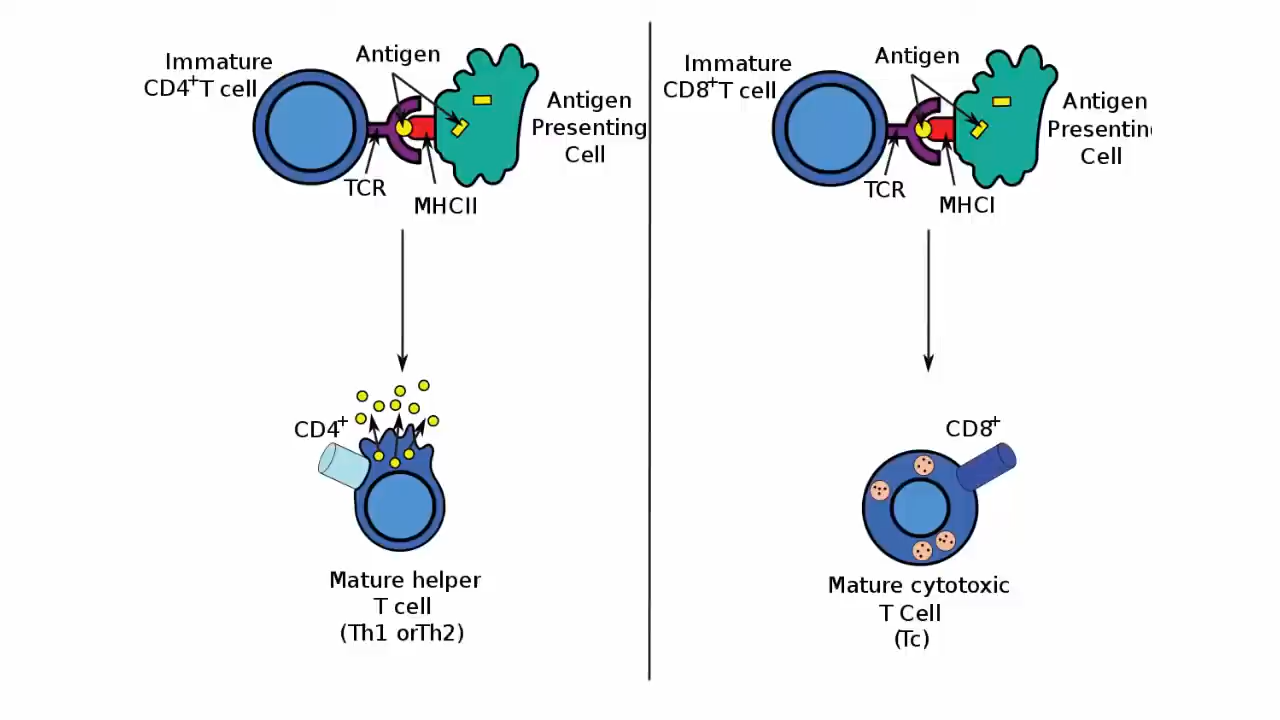 Immature
CD4+T cell
Antigen
Antigen
Presenting
Cell
TCR
MHCII
CD4+
Mature helper
T cell
(Th1 orTh2)
Immature
CD8+T cell
Antigen
Antigen
Presentin
Cell
TCR
MHCI
CD8+
Mature cytotoxic
T Cell
(Tc)